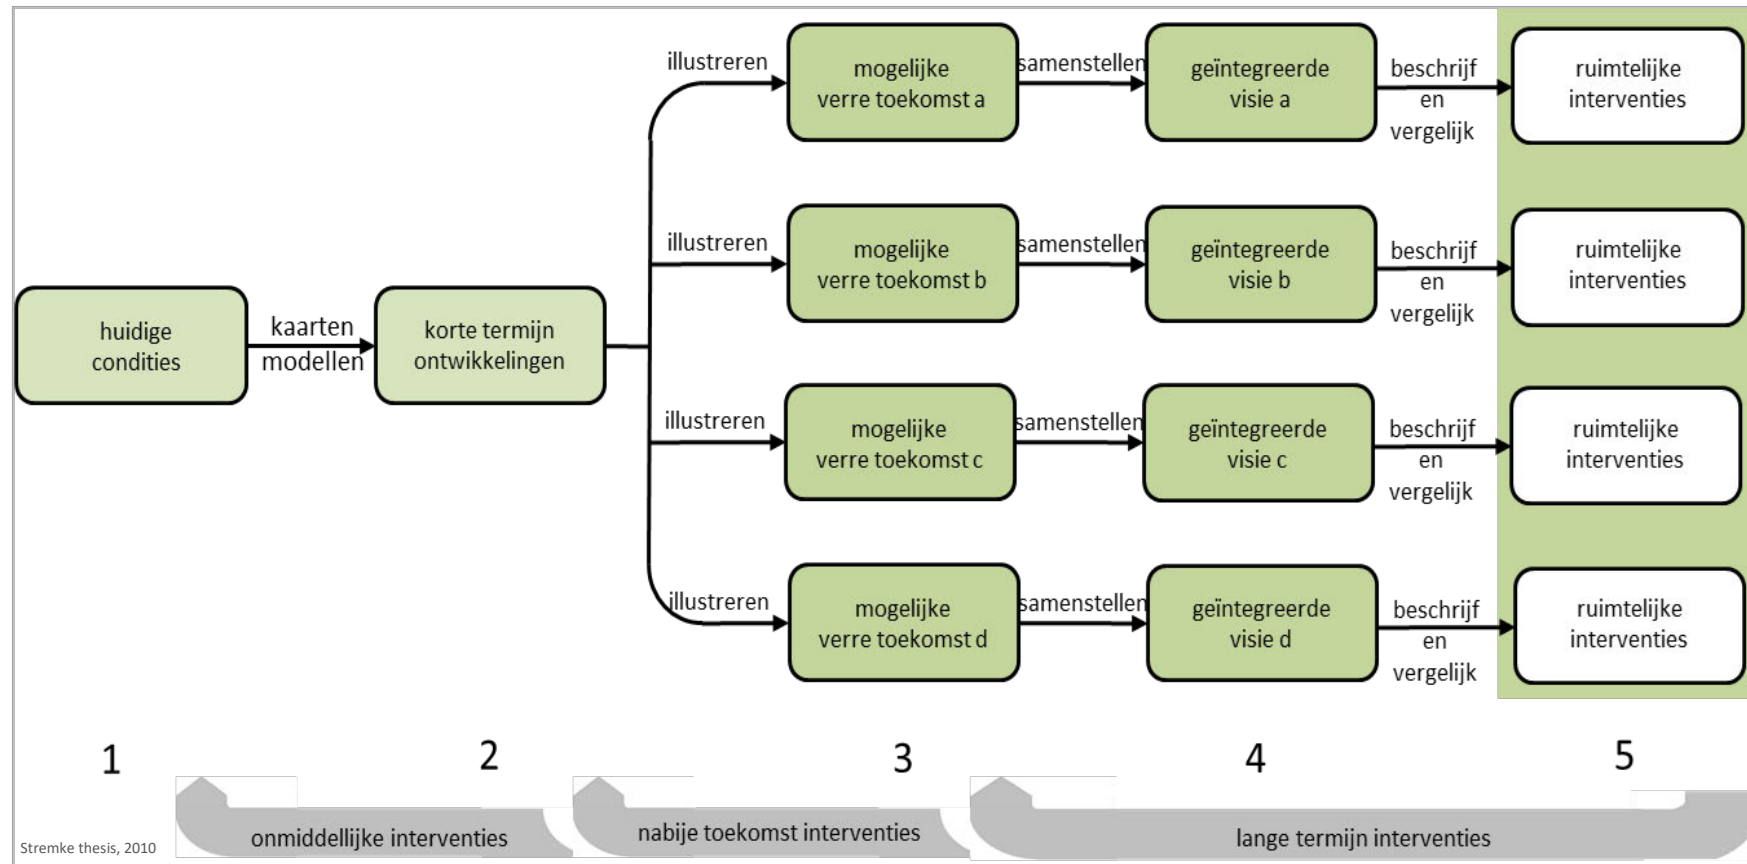 huidige
condities
kaarten
modellen
korte termijn
ontwikkelingen
illustreren
mogelijke
verre toekomst a
samenstellen
geïntegreerde
visie a
beschrijf
en
vergelijk
ruimtelijke
interventies
illustreren
mogelijke
verre toekomst b
samenstellen
geïntegreerde
visie b
beschrijf
en
vergelijk
ruimtelijke
interventies
illustreren
mogelijke
verre toekomst c
samenstellen
geïntegreerde
visie c
beschrijf
en
vergelijk
ruimtelijke
interventies
illustreren
mogelijke
verre toekomst d
samenstellen
geïntegreerde
visie d
beschrijf
en
vergelijk
ruimtelijke
interventies
1
2
3
4
5
onmiddellijke interventies
nabije toekomst interventies
lange termijn interventies
Stremke thesis, 2010